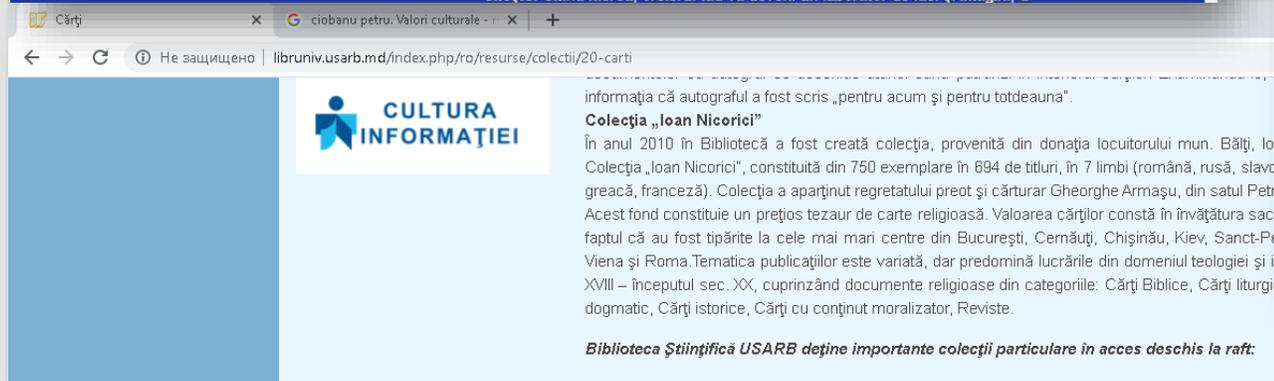 Cărți
ciobanu petru. Valori culturale -
Не защищено
libruniv.usarb.md/index.php/ro/resurse/colectii/20-carti
CULTURA
INFORMAŢIEI
informaţia că autograful a fost scris „pentru acum şi pentru totdeauna”.
Colecţia „Ioan Nicorici”
În anul 2010 în Bibliotecă a fost creată colecţia, provenită din donaţia locuitorului mun. Bălţi,
Colecţia „Ioan Nicorici”, constituită din 750 exemplare în 694 de titluri, în 7 limbi (română, rusă,
greacă, franceză). Colecţia a aparţinut regretatului preot şi cărturar Gheorghe Armaşu, din satul
Acest fond constituie un preţios tezaur de carte religioasă. Valoarea cărţilor constă în învăţătura
faptul că au fost tipărite la cele mai mari centre din Bucureşti, Cernăuţi, Chişinău, Kiev,
Viena şi Roma.Tematica publicaţiilor este variată, dar predomină lucrările din domeniul teologiei şi
XVIII – începutul sec. XX, cuprinzând documente religioase din categoriile: Cărţi Biblice, Cărţi
dogmatic, Cărţi istorice, Cărţi cu conţinut moralizator, Reviste.
Biblioteca Ştiinţifică USARB deţine importante colecţii particulare în acces deschis la raft: